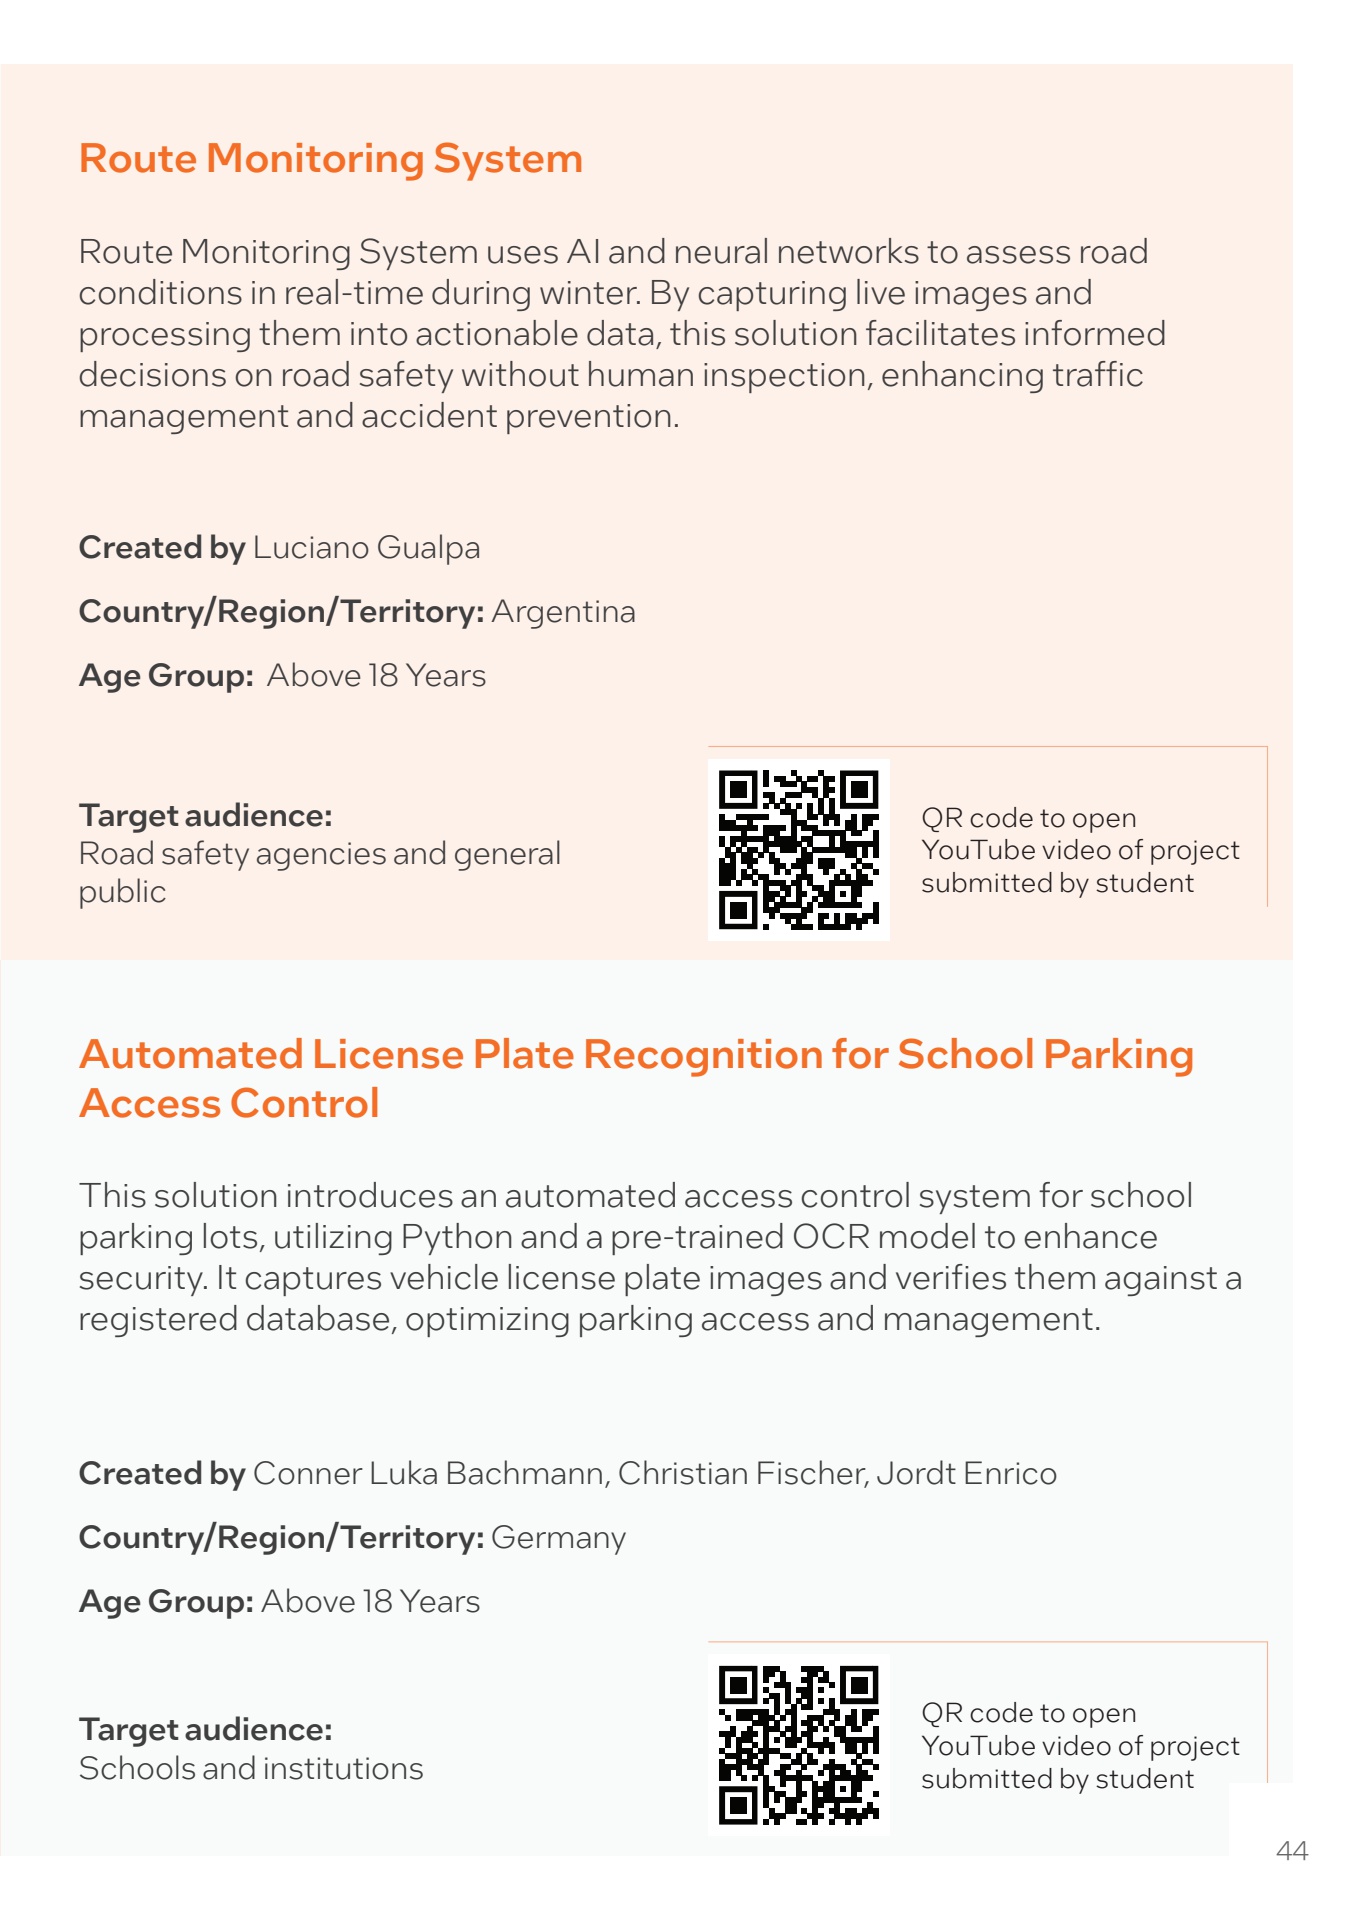 Route Monitoring System
Route Monitoring System uses AI and neural networks to assess road
conditions in real-time during winter. By capturing live images and
processing them into actionable data, this solution facilitates informed
decisions on road safety without human inspection, enhancing traffic
management and accident prevention.
Created by Luciano Gualpa
Country/Region/Territory: Argentina
Age Group: Above 18 Years
Target audience:
Road safety agencies and general
public
QR code to open
YouTube video of project
submitted by student
Automated License Plate Recognition for School Parking
Access Control
This solution introduces an automated access control system for school
parking lots, utilizing Python and a pre-trained OCR model to enhance
security. It captures vehicle license plate images and verifies them against a
registered database, optimizing parking access and management.
Created by Conner Luka Bachmann, Christian Fischer, Jordt Enrico
Country/Region/Territory: Germany
Age Group: Above 18 Years
Target audience:
Schools and institutions
QR code to open
YouTube video of project
submitted by student
44